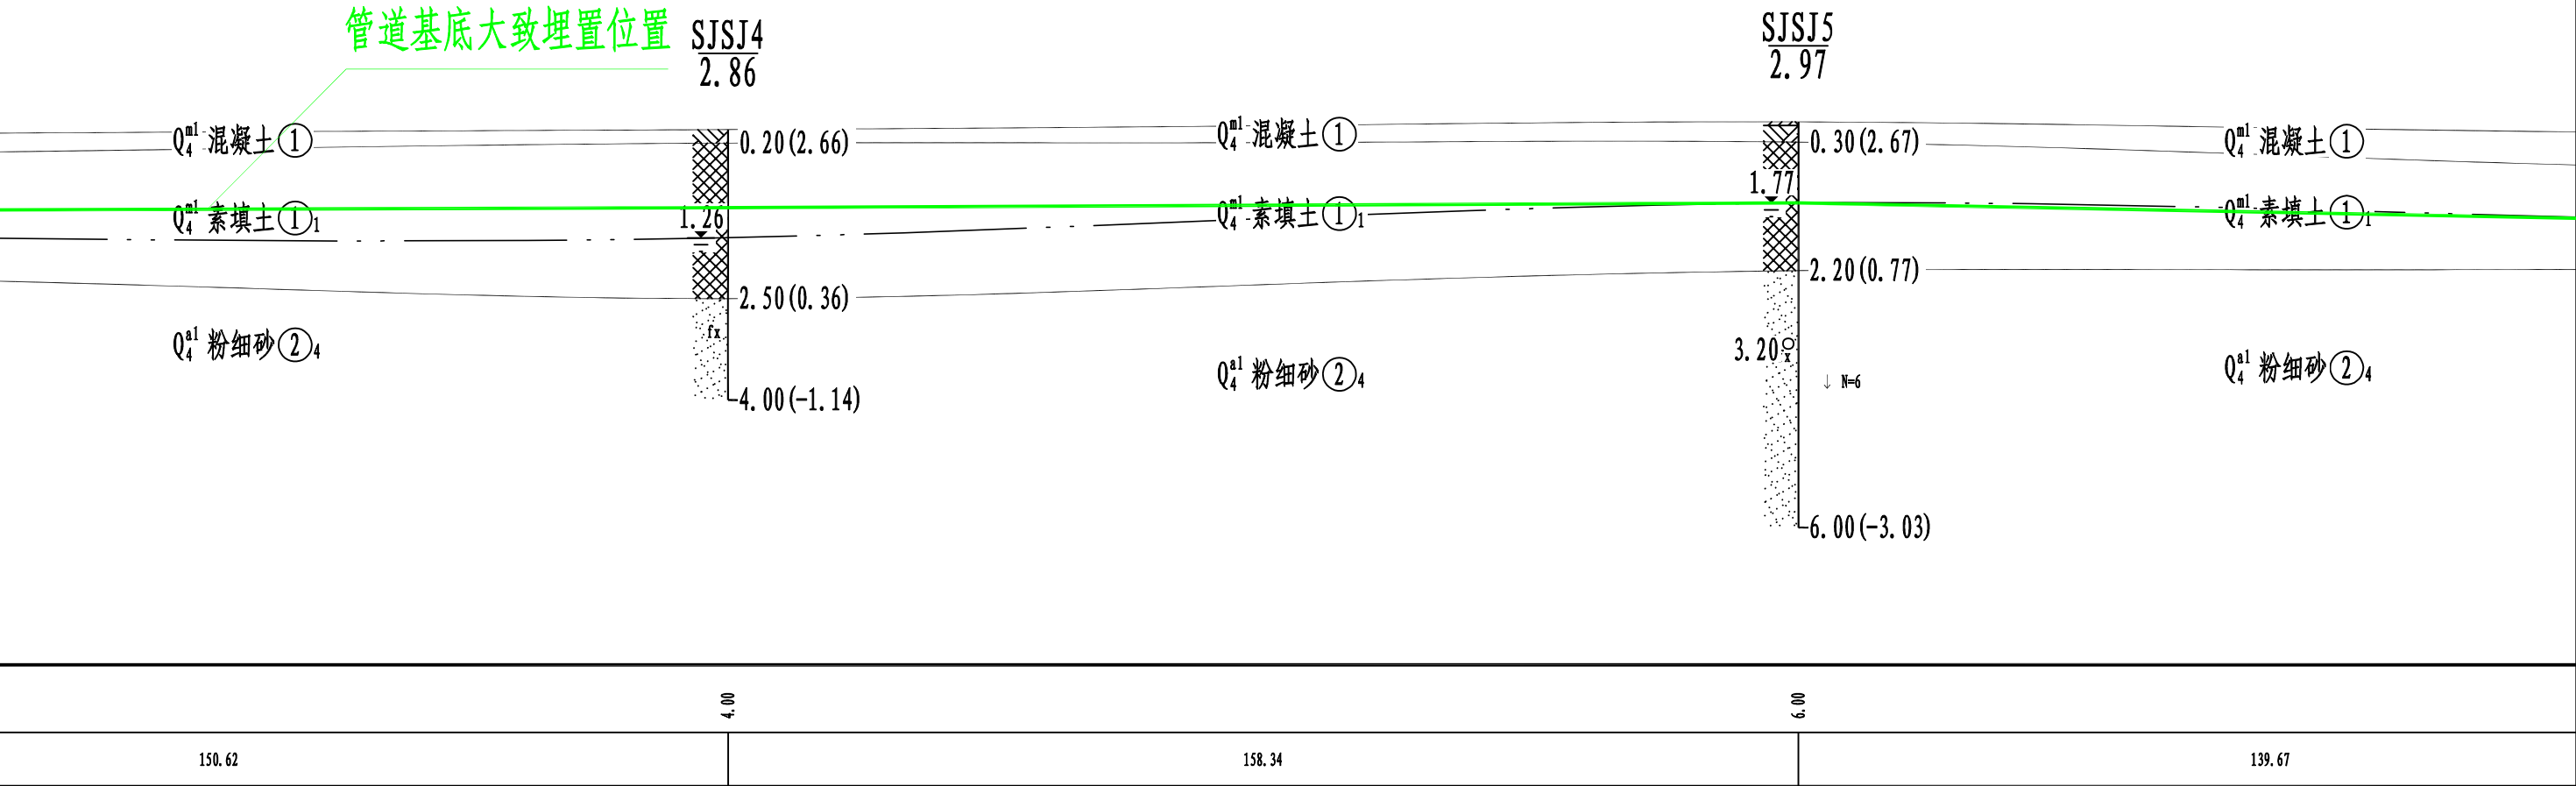 管道基底大致埋置位置
SJSJ4
2.86
SJSJ5
2.97
Q4ml 混凝土①
0.20(2.66)
Q4ml 混凝土①
0.30(2.67)
Q4ml 混凝土①
1.77
Q4ml 素填土①1
1.26
Q4ml 素填土①1
Q4ml 素填土①1
2.50(0.36)
2.20(0.77)
fx
Q4al 粉细砂②4
3.20
x
Q4al 粉细砂②4
↓ N=6
Q4al 粉细砂②4
4.00(-1.14)
6.00(-3.03)
4.00
6.00
150.62
158.34
139.67